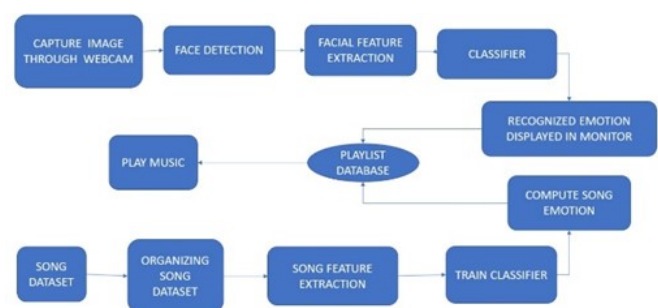 CAPTURE IMAGE
THROUGH WEBCAM
FACE DETECTION
FACIAL FEATURE
EXTRACTION
CLASSIFIER
RECOGNIZED EMOTION
DISPLAYED IN MONITOR
PLAY MUSIC
PLAYLIST
DATABASE
COMPUTE SONG
EMOTION
SONG
DATASET
ORGANIZING
SONG
DATASET
SONG FEATURE
EXTRACTION
TRAIN CLASSIFIER